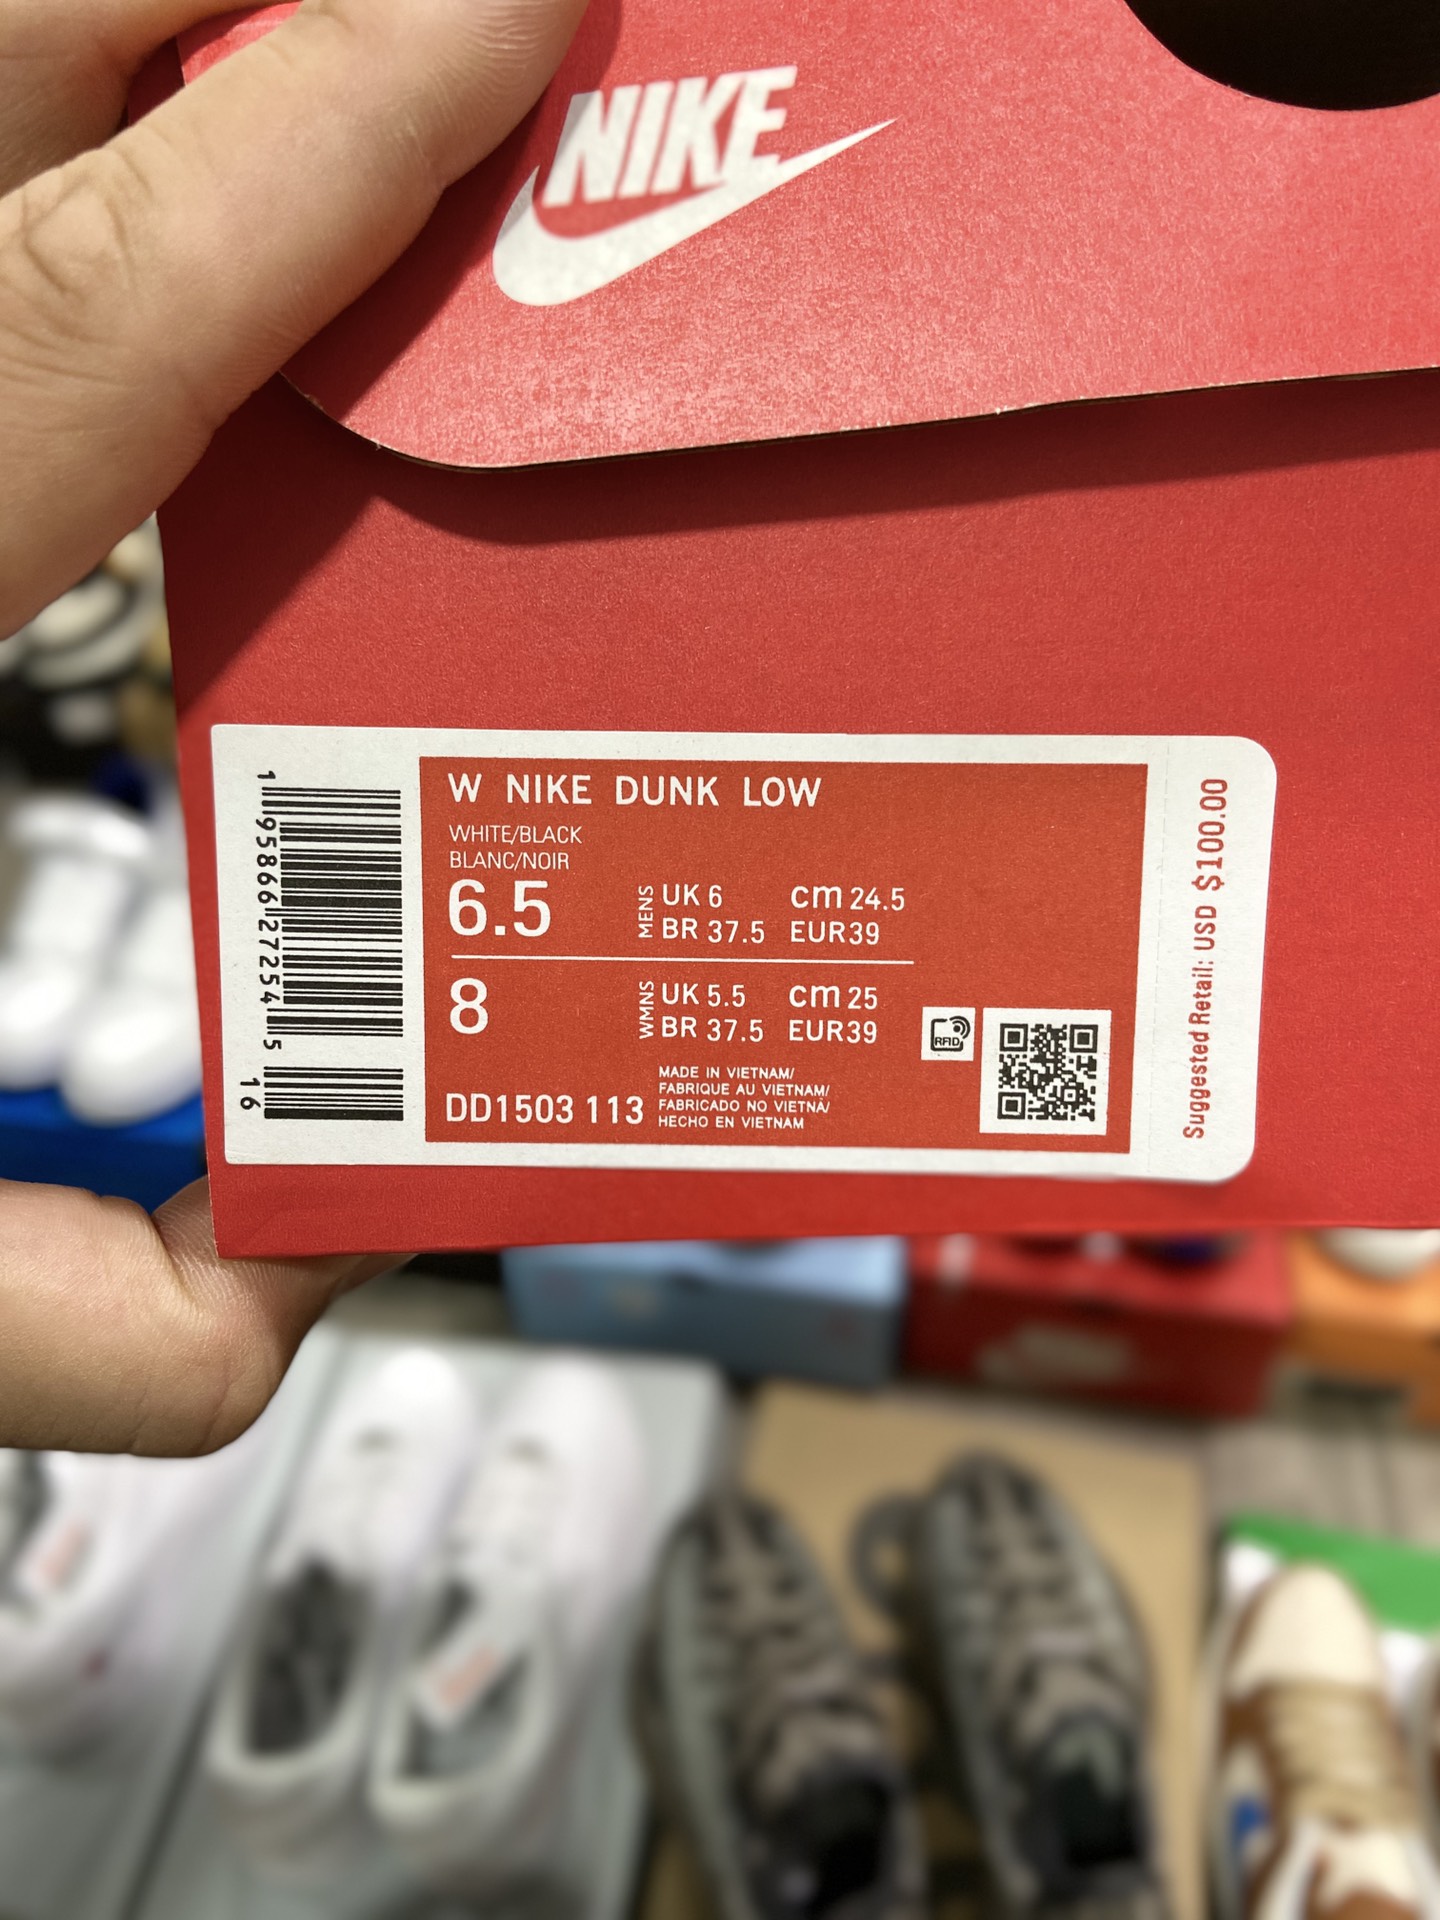 NIKE
W NIKE DUNK LOW
WHITE/BLACK
BLANC/NOIR
6.5
MENS
UK 6 cm 24.5
BR 37.5 EUR39
8
WMNS
UK 5.5 cm 25
BR 37.5 EUR39
DD1503 113
MADE IN VIETNAM/
FABRIQUE AU VIETNAM/
FABRICADO NO VIETNÃ/
HECHO EN VIETNAM
RFID
1 95866 27254 5
16
Suggested Retail: USD $100.00